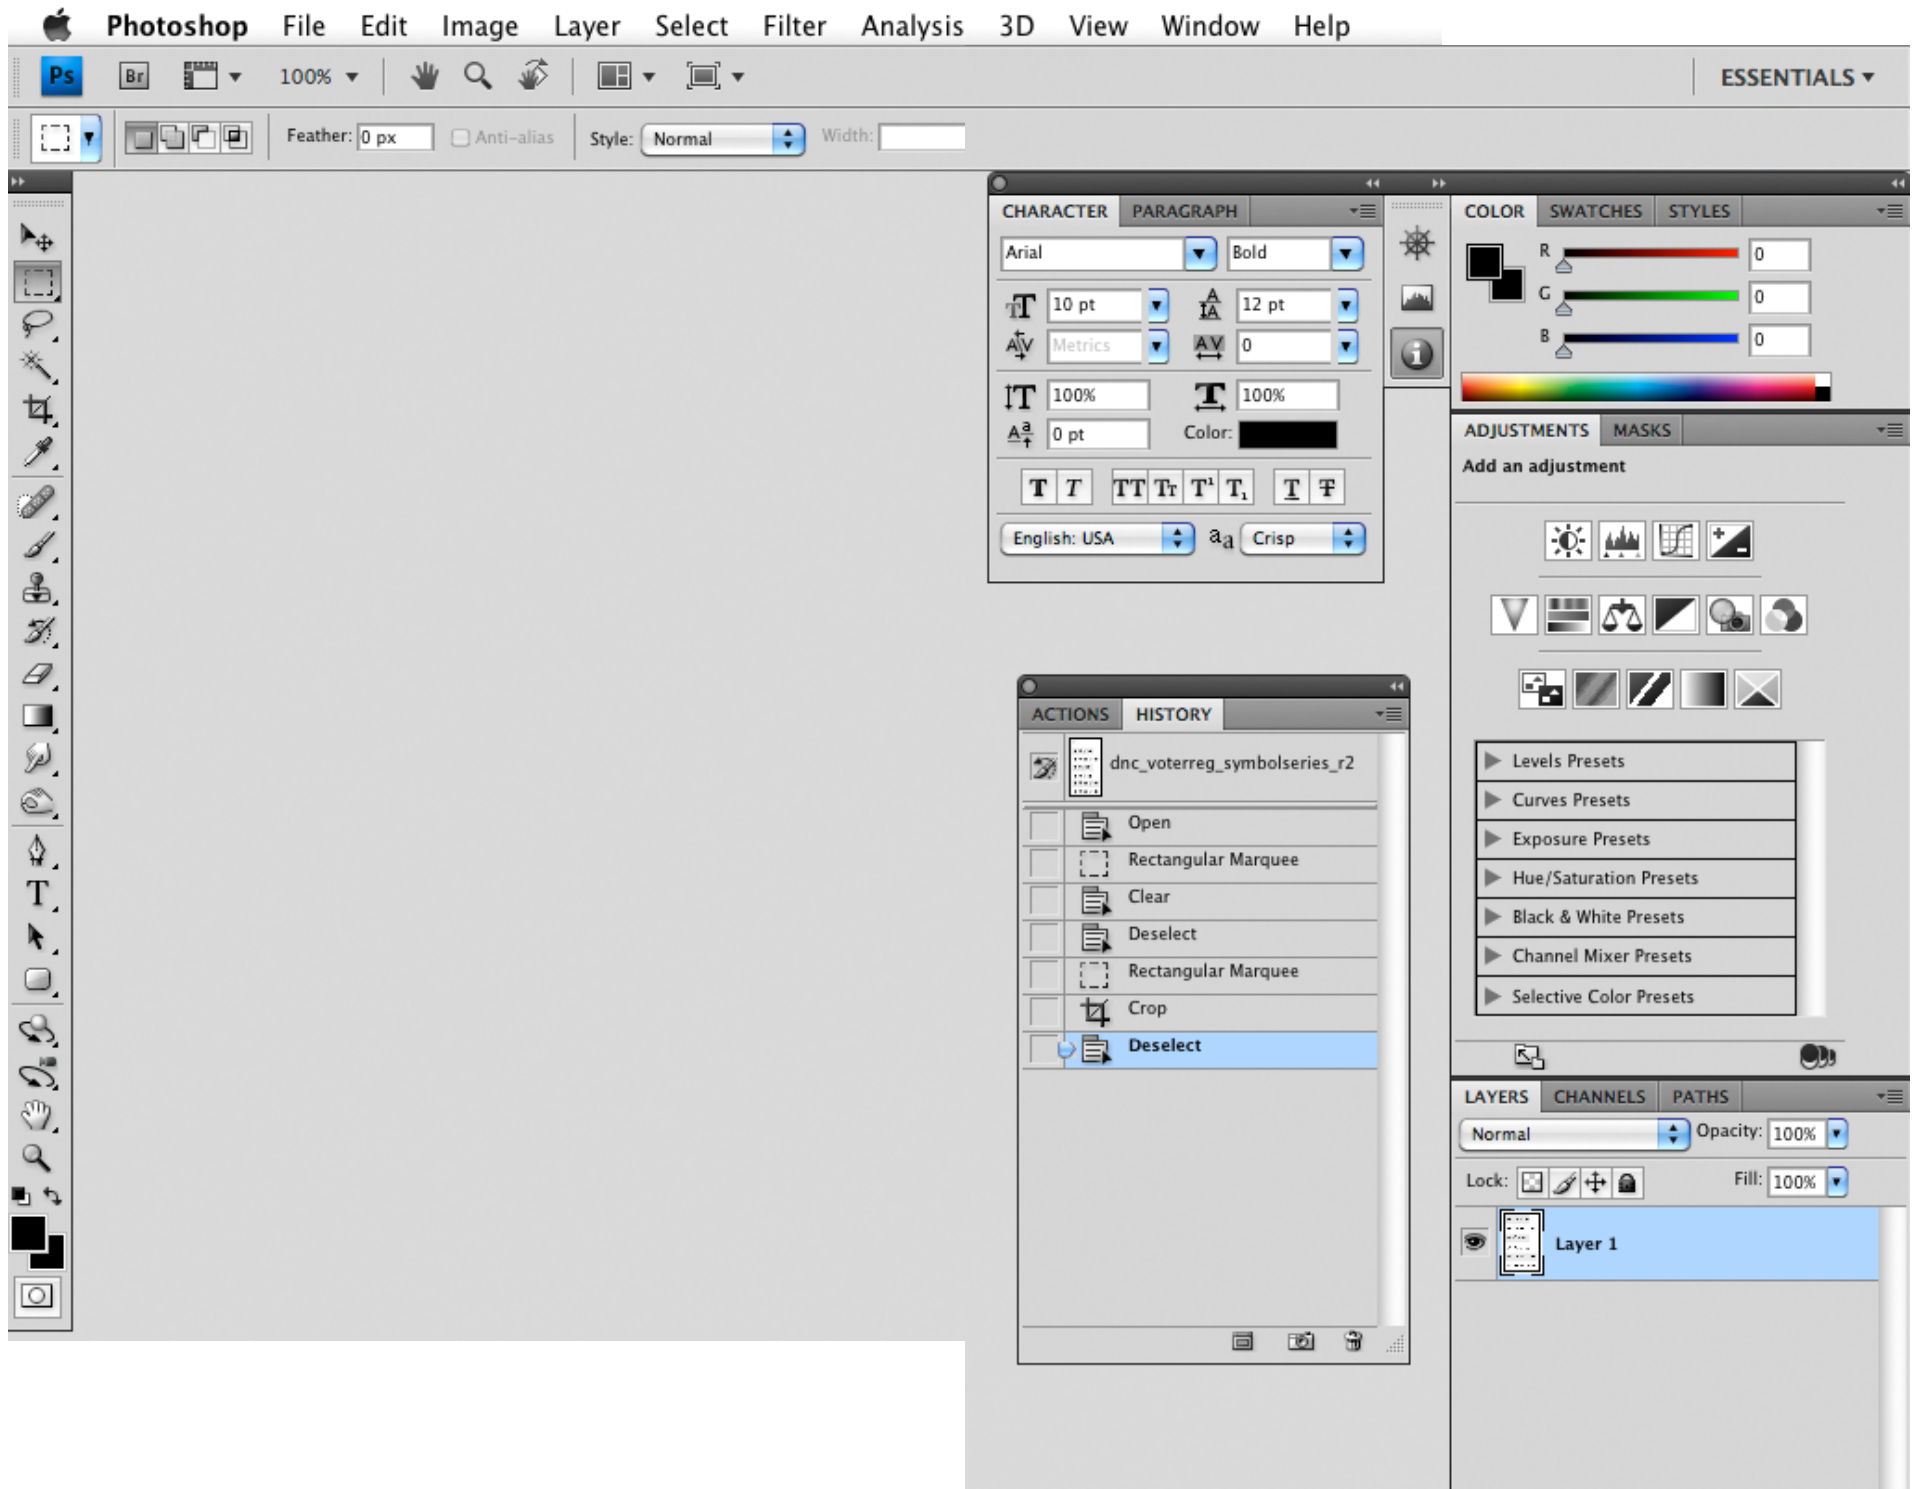 Photoshop File Edit Image Layer Select Filter Analysis 3D View Window Help
Ps Br 100% ESSENTIALS
Feather: 0 px Anti-alias Style: Normal Width:
CHARACTER PARAGRAPH
Arial Bold
10 pt 12 pt
Metrics 0
100% 100%
0 pt Color:
T T TT Tr T¹ T₁ T T
English: USA aa Crisp
COLOR SWATCHES STYLES
R 0
G 0
B 0
ADJUSTMENTS MASKS
Add an adjustment
Levels Presets
Curves Presets
Exposure Presets
Hue/Saturation Presets
Black & White Presets
Channel Mixer Presets
Selective Color Presets
ACTIONS HISTORY
dnc_voterreg_symbolseries_r2
Open
Rectangular Marquee
Clear
Deselect
Rectangular Marquee
Crop
Deselect
LAYERS CHANNELS PATHS
Normal Opacity: 100%
Lock: Fill: 100%
Layer 1